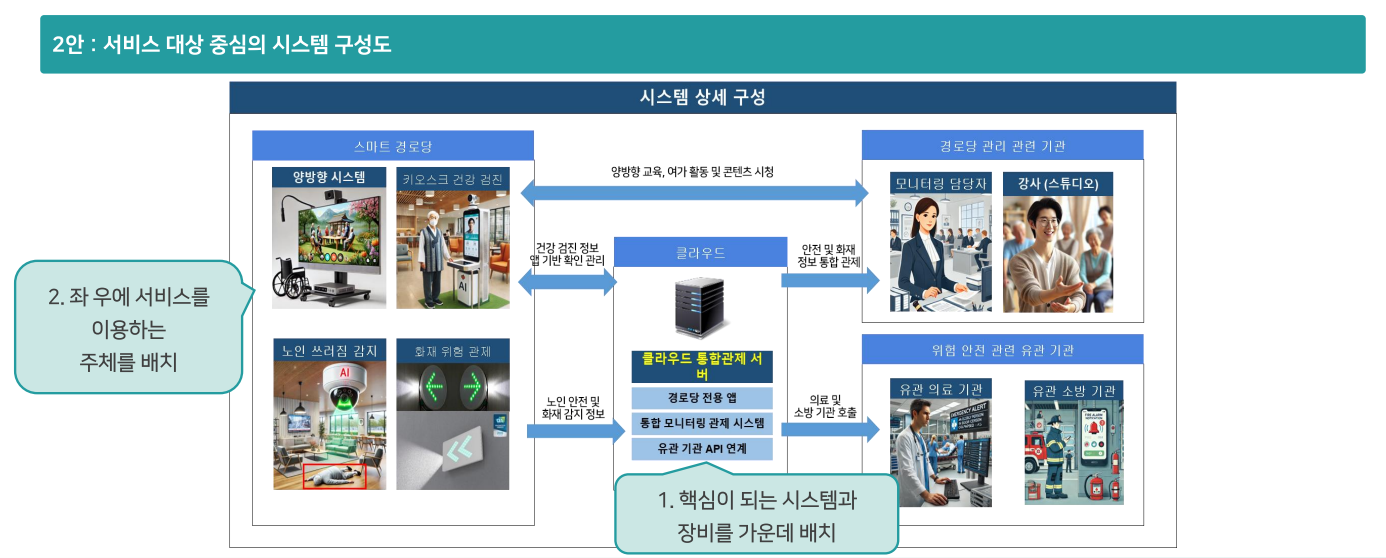 2안 : 서비스 대상 중심의 시스템 구성도
시스템 상세 구성
스마트 경로당
양방향 시스템
키오스크 건강 검진
AI
노인 쓰러짐 감지
AI
화재 위험 관제
2. 좌 우에 서비스를
이용하는
주체를 배치
양방향 교육, 여가 활동 및 콘텐츠 시청
건강 검진 정보
앱 기반 확인 관리
노인 안전 및
화재 감지 정보
클라우드
클라우드 통합관제 서
버
경로당 전용 앱
통합 모니터링 관제 시스템
유관 기관 API 연계
1. 핵심이 되는 시스템과
장비를 가운데 배치
안전 및 화재
정보 통합 관제
의료 및
소방 기관 호출
경로당 관리 관련 기관
모니터링 담당자
강사 (스튜디오)
위험 안전 관련 유관 기관
유관 의료 기관
EMERGENCY ALERT
유관 소방 기관